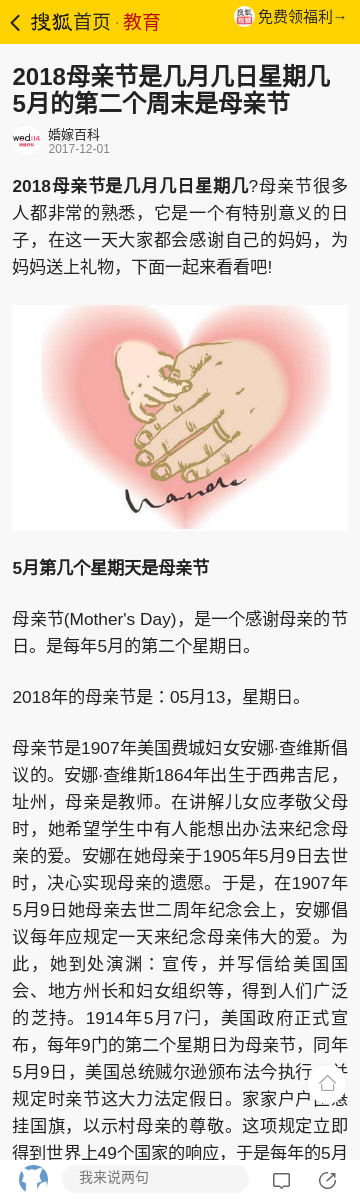 搜狐首页·教育
搜狐视频
免费领福利→
2018母亲节是几月几日星期几
5月的第二个周末是母亲节
wed114
婚嫁百科
婚嫁百科
2017-12-01
2018母亲节是几月几日星期几?母亲节很多
人都非常的熟悉，它是一个有特别意义的日
子，在这一天大家都会感谢自己的妈妈，为
妈妈送上礼物，下面一起来看看吧!
5月第几个星期天是母亲节
母亲节(Mother's Day)，是一个感谢母亲的节
日。是每年5月的第二个星期日。
2018年的母亲节是：05月13，星期日。
母亲节是1907年美国费城妇女安娜·查维斯倡
议的。安娜·查维斯1864年出生于西弗吉尼，
址州，母亲是教师。在讲解儿女应孝敬父母
时，她希望学生中有人能想出办法来纪念母
亲的爱。安娜在她母亲于1905年5月9日去世
时，决心实现母亲的遗愿。于是，在1907年
5月9日她母亲去世二周年纪念会上，安娜倡
议每年应规定一天来纪念母亲伟大的爱。为
此，她到处演渊：宣传，并写信给美国国
会、地方州长和妇女组织等，得到人们广泛
的芝持。1914年5月7闩，美国政府正式宣
布，每年9门的第二个星期日为母亲节，同年
5月9日，美国总统贼尔逊颁布法今执行
规定时亲节这大力法定假日。家家户户
挂国旗，以示村母亲的尊敬。这项规定立即
得到世界上49个国家的响应，于是每年的5月
我来说两句